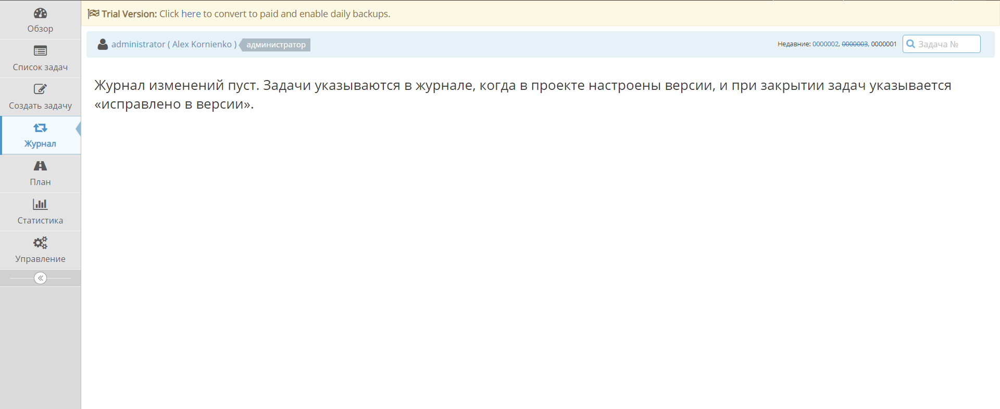 Trial Version: Click here to convert to paid and enable daily backups.
administrator ( Alex Kornienko ) администратор
Недавние: 0000002, 0000003, 0000001
Задача №
Обзор
Список задач
Создать задачу
Журнал
План
Статистика
Управление
Журнал изменений пуст. Задачи указываются в журнале, когда в проекте настроены версии, и при закрытии задач указывается
«исправлено в версии».